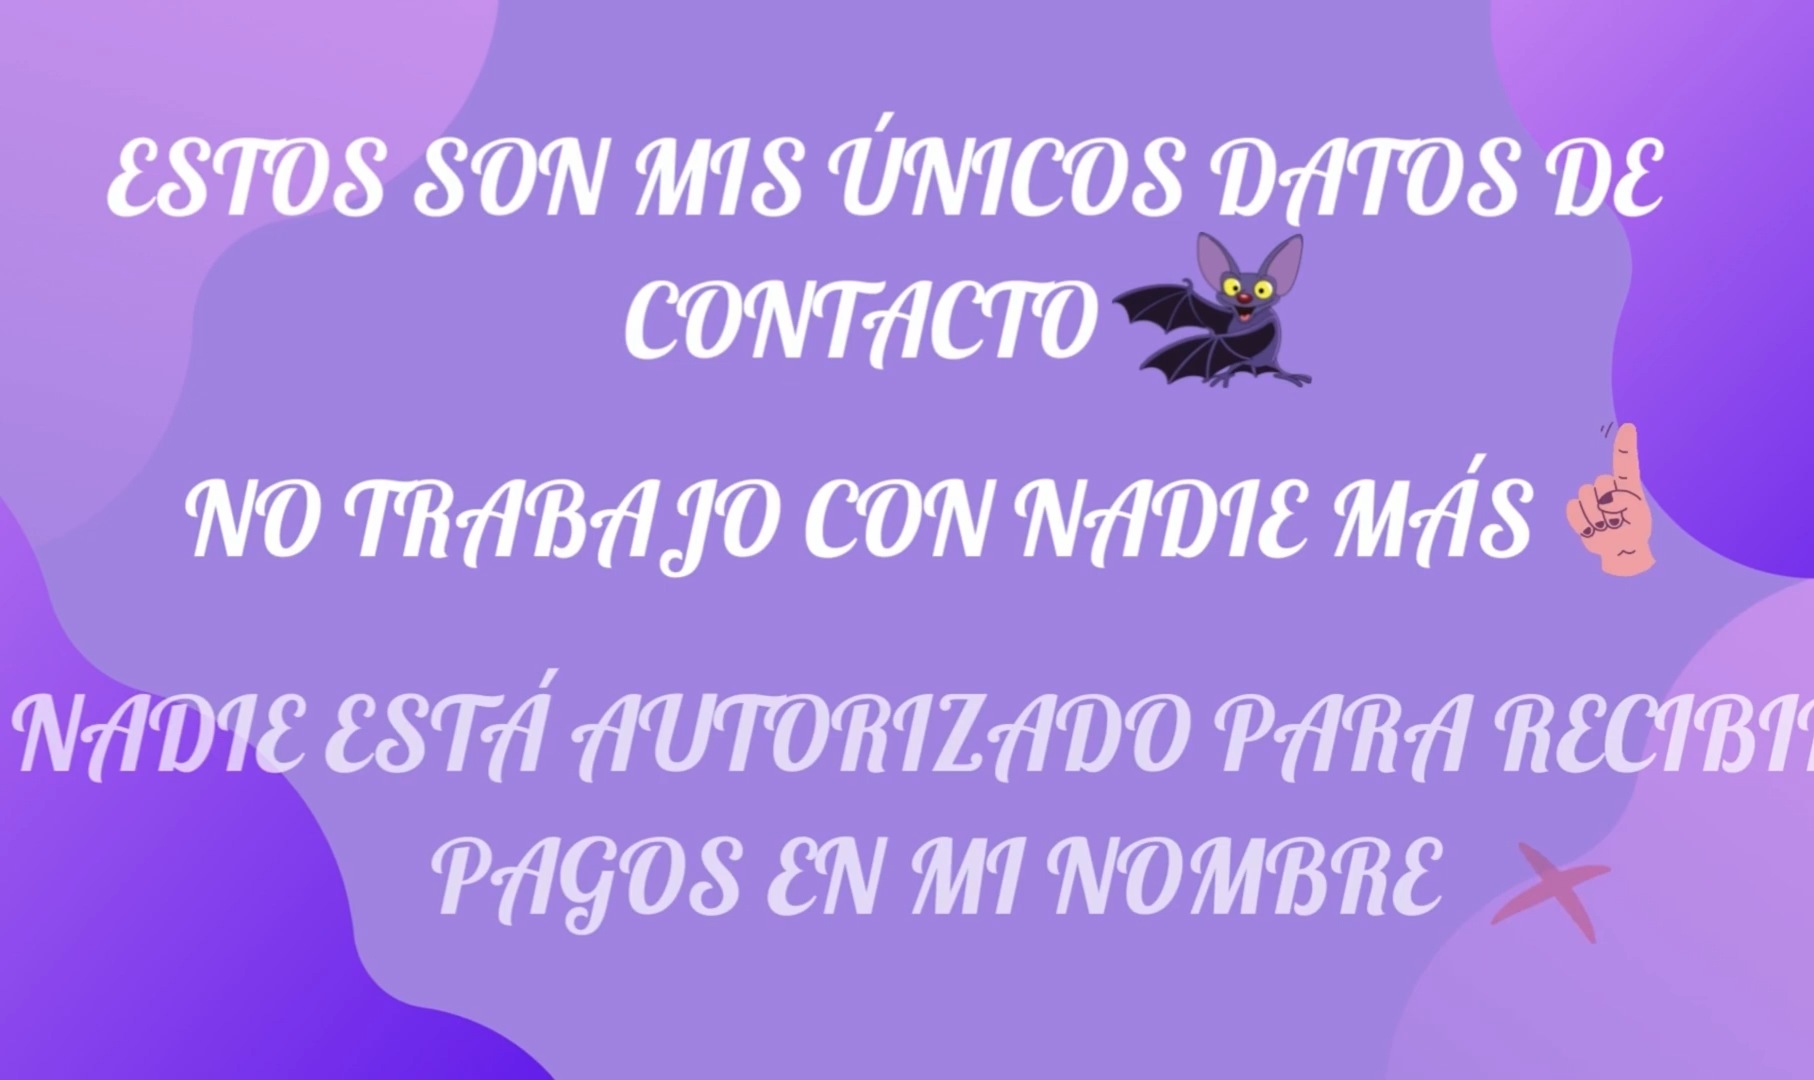 ESTOS SON MIS ÚNICOS DATOS DE
CONTACTO
NO TRABAJO CON NADIE MÁS
NADIE ESTÁ AUTORIZADO PARA RECIBIR
PAGOS EN MI NOMBRE